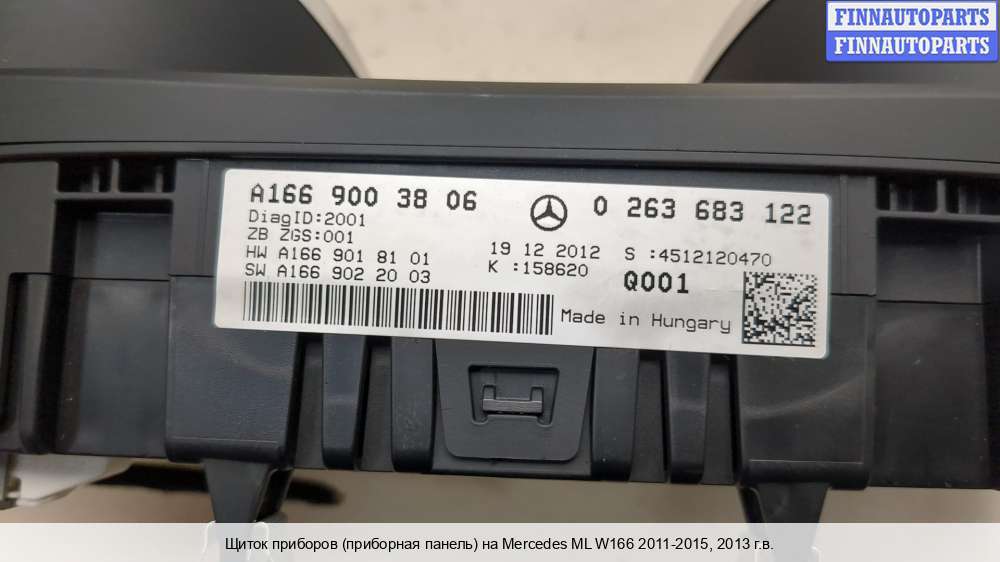 FINNAUTOPARTS
FINNAUTOPARTS
A166 900 38 06
0 263 683 122
DiagID:2001
ZB ZGS:001
HW A166 901 81 01
19 12 2012
S :4512120470
SW A166 902 20 03
K :158620
Q001
Made in Hungary
Щиток приборов (приборная панель) на Mercedes ML W166 2011-2015, 2013 г.в.